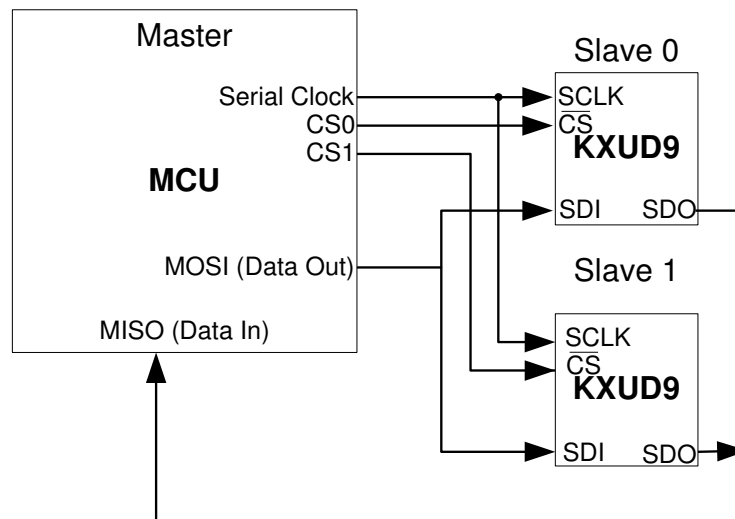 Master
Serial Clock
CS0
CS1
MCU
MOSI (Data Out)
MISO (Data In)
Slave 0
SCLK
CS
KXUD9
SDI SDO
Slave 1
SCLK
CS
KXUD9
SDI SDO